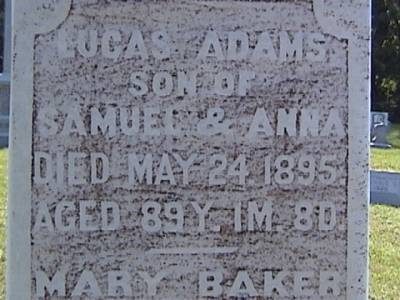 LUCAS ADAMS
SON OF
SAMUEL & ANNA
DIED MAY 24 1895
AGED 89Y. 1M. 8D.
MARY BAKER